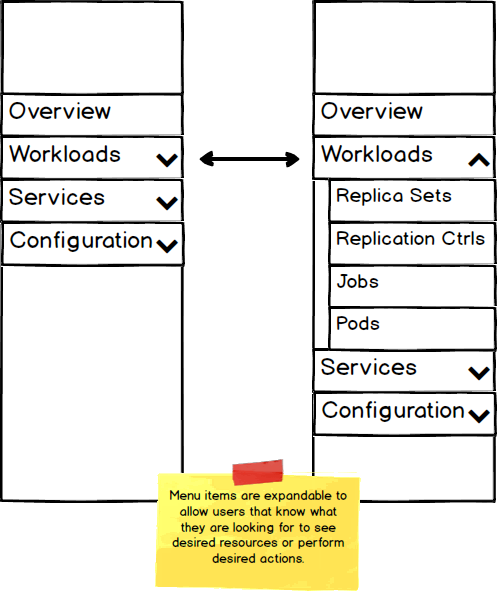 Overview
Workloads
Services
Configuration
Overview
Workloads
Replica Sets
Replication Ctrls
Jobs
Pods
Services
Configuration
Menu items are expandable to
allow users that know what
they are looking for to see
desired resources or perform
desired actions.